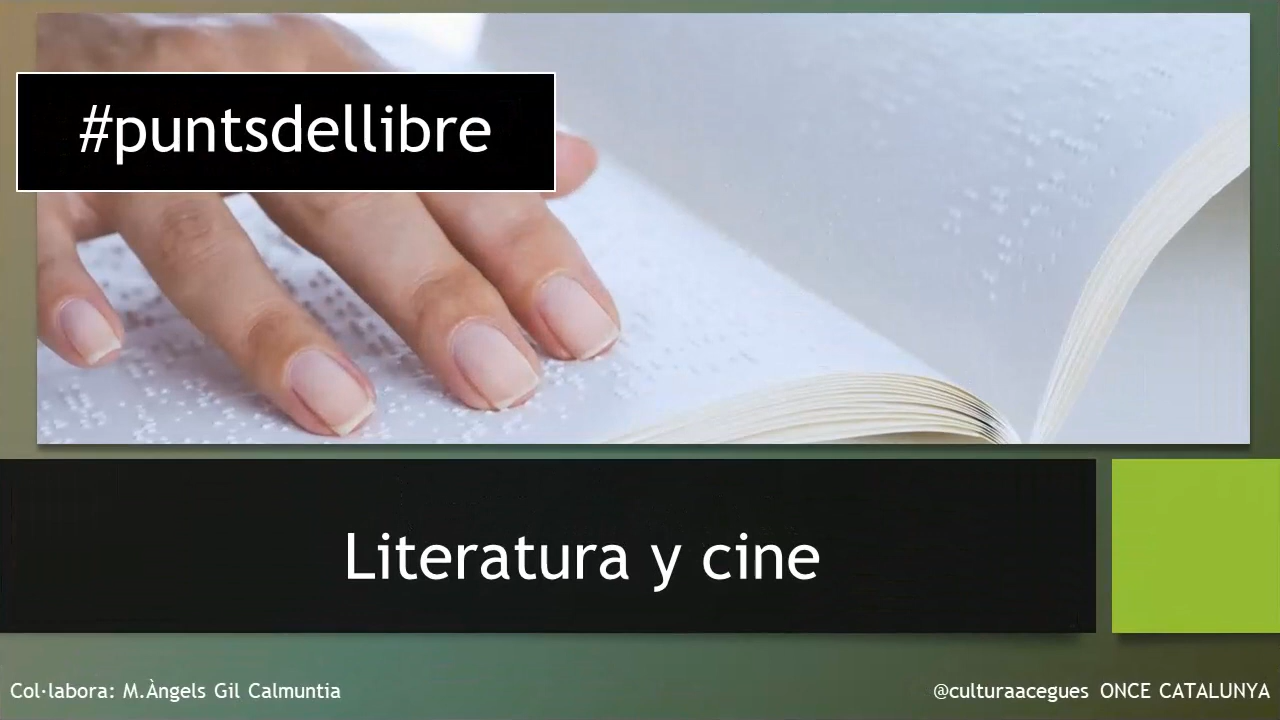 #puntsdellibre
Literatura y cine
Col·labora: M.Àngels Gil Calmuntia
@culturaacegues ONCE CATALUNYA